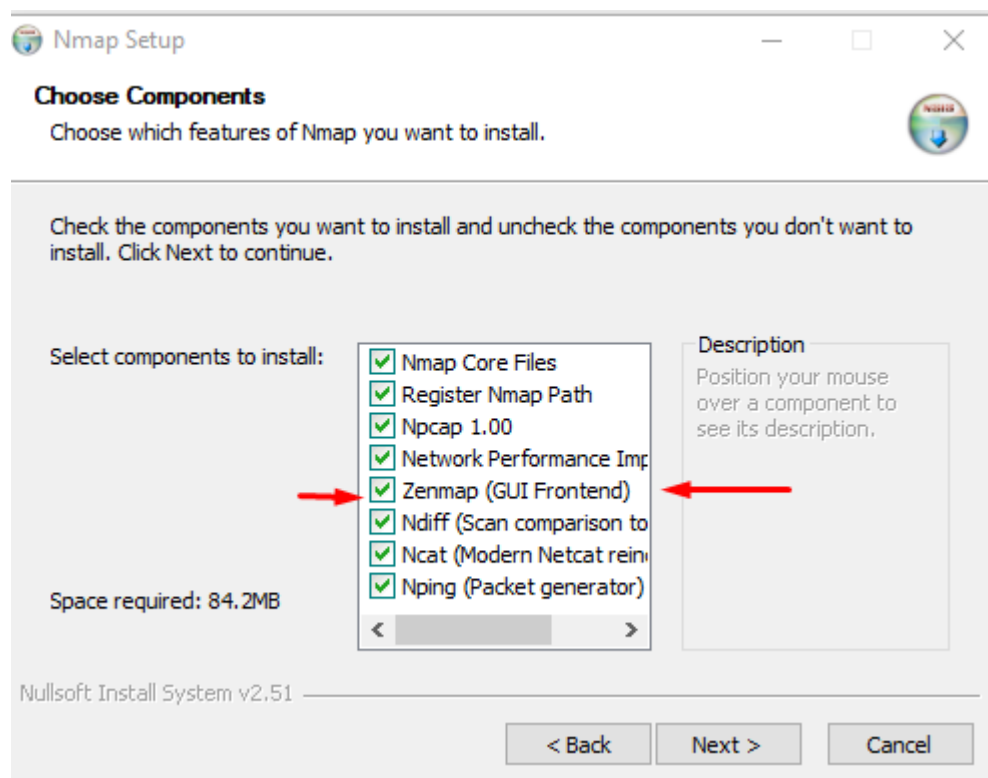 Nmap Setup
Choose Components
Choose which features of Nmap you want to install.
NMAP
Check the components you want to install and uncheck the components you don't want to
install. Click Next to continue.
Select components to install:
Nmap Core Files
Register Nmap Path
Npcap 1.00
Network Performance Imp
Zenmap (GUI Frontend)
Ndiff (Scan comparison to
Ncat (Modern Netcat rein
Nping (Packet generator)
Description
Position your mouse
over a component to
see its description.
Space required: 84.2MB
Nullsoft Install System v2.51
< Back
Next >
Cancel